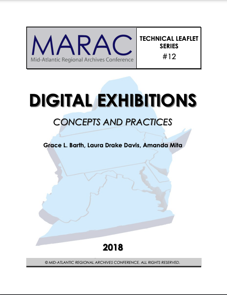 MARAC
Mid-Atlantic Regional Archives Conference
TECHNICAL LEAFLET
SERIES
#12
DIGITAL EXHIBITIONS
CONCEPTS AND PRACTICES
Grace L. Barth, Laura Drake Davis, Amanda Mita
2018
© MID-ATLANTIC REGIONAL ARCHIVES CONFERENCE. ALL RIGHTS RESERVED.